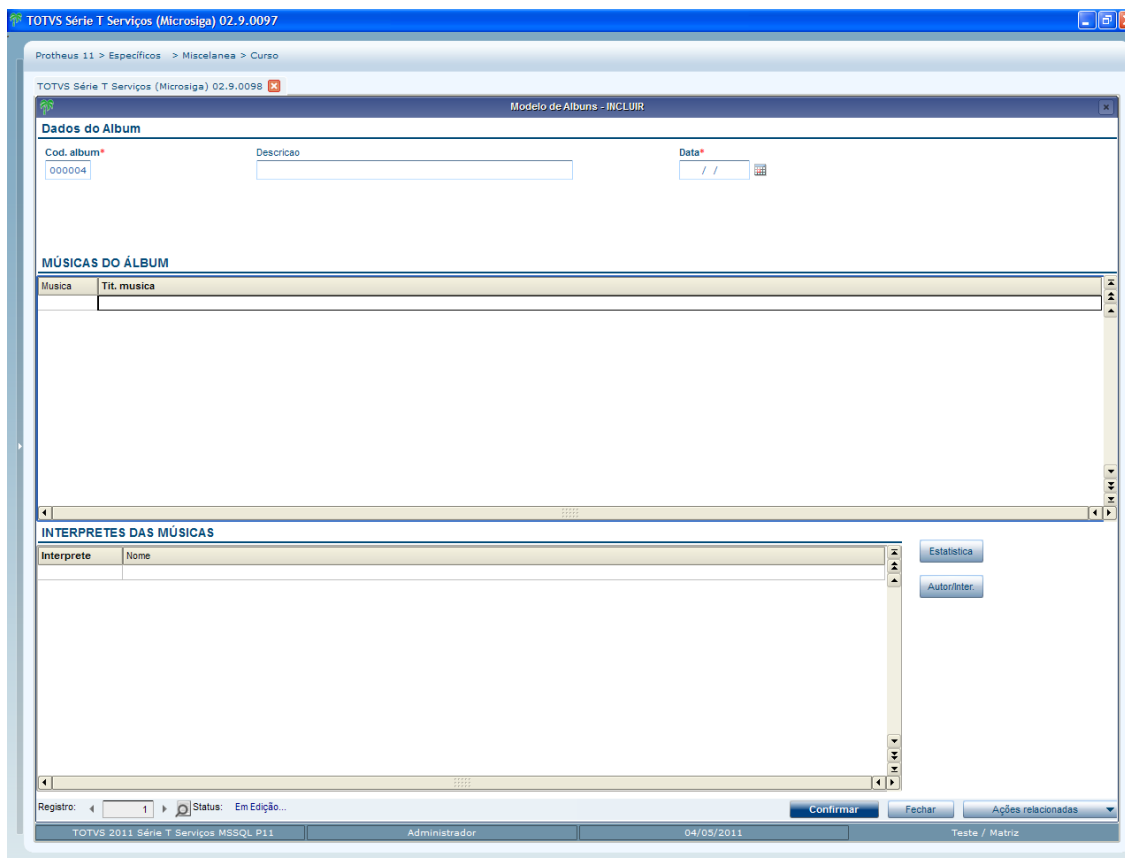 TOTVS Série T Serviços (Microsiga) 02.9.0097
Protheus 11 > Específicos > Miscelanea > Curso
TOTVS Série T Serviços (Microsiga) 02.9.0098
Modelo de Albuns - INCLUIR
Dados do Album
Cod. album* Descricao Data*
000004 / /
MÚSICAS DO ÁLBUM
Musica Tit. musica
INTERPRETES DAS MÚSICAS
Interprete Nome
Estatistica
Autor/Inter.
Registro: 1 Status: Em Edição...
Confirmar Fechar Ações relacionadas
TOTVS 2011 Série T Serviços MSSQL P11 Administrador 04/05/2011 Teste / Matriz